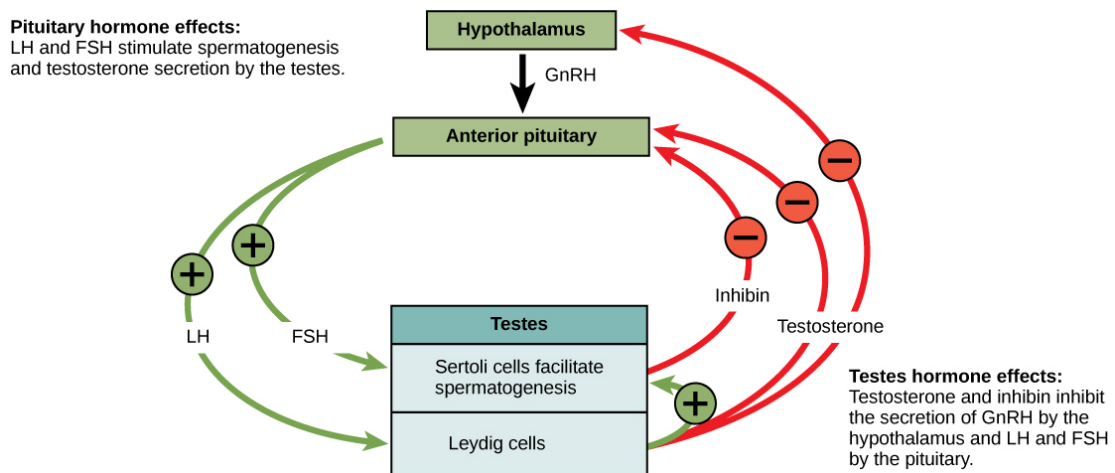 Pituitary hormone effects:
LH and FSH stimulate spermatogenesis
and testosterone secretion by the testes.
Hypothalamus
GnRH
Anterior pituitary
+
+
−
−
−
LH
FSH
Inhibin
Testosterone
Testes
Sertoli cells facilitate
spermatogenesis
+
Leydig cells
Testes hormone effects:
Testosterone and inhibin inhibit
the secretion of GnRH by the
hypothalamus and LH and FSH
by the pituitary.